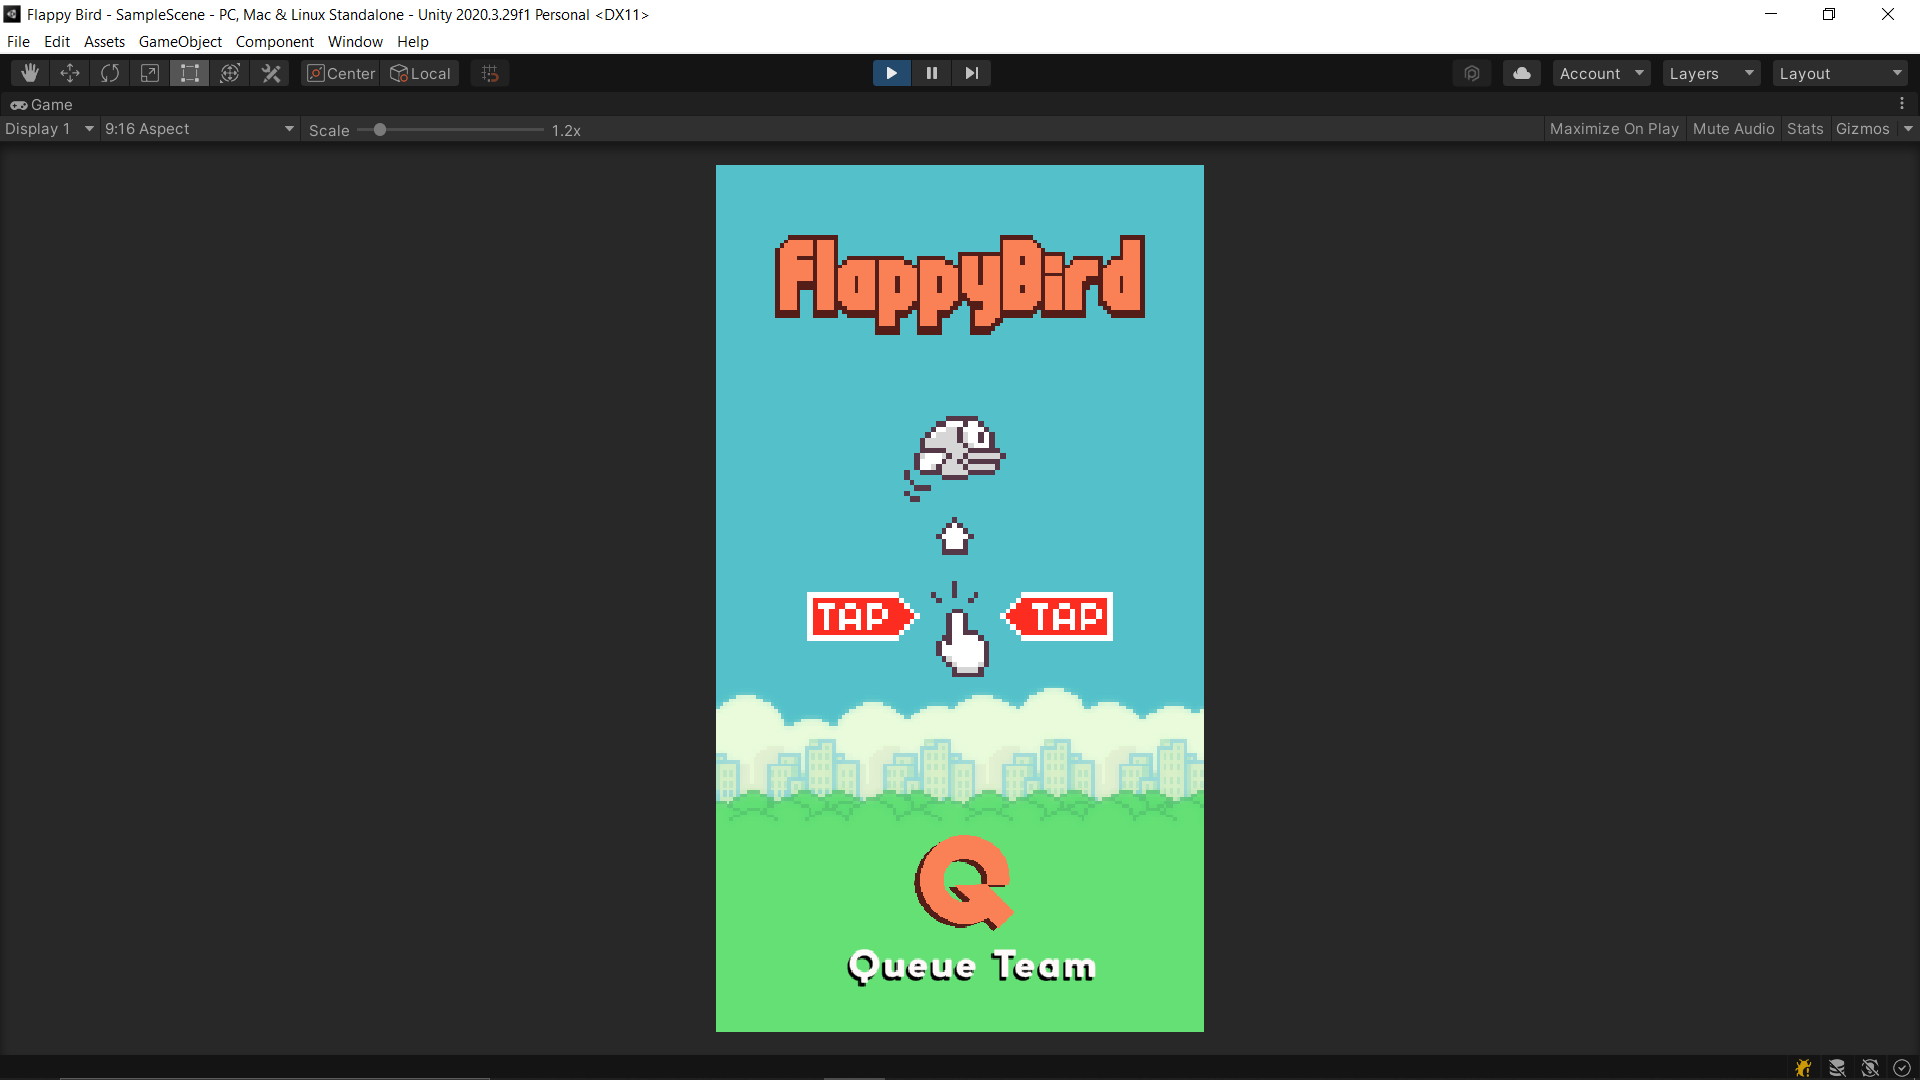 Flappy Bird - SampleScene - PC, Mac & Linux Standalone - Unity 2020.3.29f1 Personal <DX11>
File Edit Assets GameObject Component Window Help
Center Local Account Layers Layout
Game
Display 1 9:16 Aspect Scale 1.2x Maximize On Play Mute Audio Stats Gizmos
FlappyBird
TAP TAP
Q
Queue Team